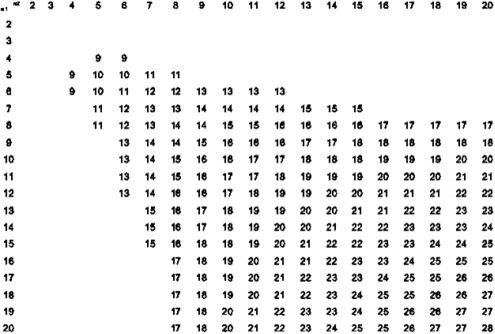 n1 n2 2 3 4 5 6 7 8 9 10 11 12 13 14 15 16 17 18 19 20
2
3
4 9 9
5 9 10 10 11 11
6 9 10 11 12 12 13 13 13 13
7 11 12 13 13 14 14 14 14 15 15 15
8 11 12 13 14 14 15 15 16 16 16 16 17 17 17 17 17
9 13 14 14 15 16 16 16 17 17 18 18 18 18 18 18
10 13 14 15 16 16 17 17 18 18 18 19 19 19 20 20
11 13 14 15 16 17 17 18 19 19 19 20 20 20 21 21
12 13 14 16 16 17 18 19 19 20 20 21 21 21 22 22
13 15 16 17 18 19 19 20 20 21 21 22 22 23 23
14 15 16 17 18 19 20 20 21 22 22 23 23 23 24
15 15 16 18 18 19 20 21 22 22 23 23 24 24 25
16 17 18 19 20 21 21 22 23 23 24 25 25 25
17 17 18 19 20 21 22 23 23 24 25 25 26 26
18 17 18 19 20 21 22 23 24 25 25 26 26 27
19 17 18 20 21 22 23 23 24 25 26 26 27 27
20 17 18 20 21 22 23 24 25 25 26 27 27 28